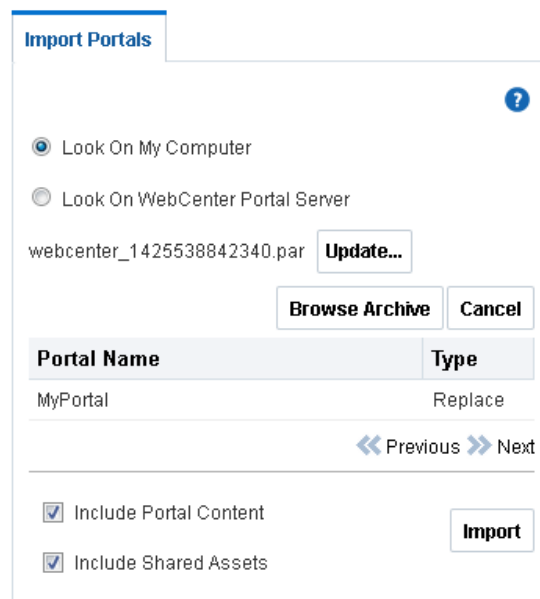 Import Portals
?
Look On My Computer
Look On WebCenter Portal Server
webcenter_1425538842340.par Update...
Browse Archive Cancel
Portal Name Type
MyPortal Replace
Previous Next
Include Portal Content
Import
Include Shared Assets